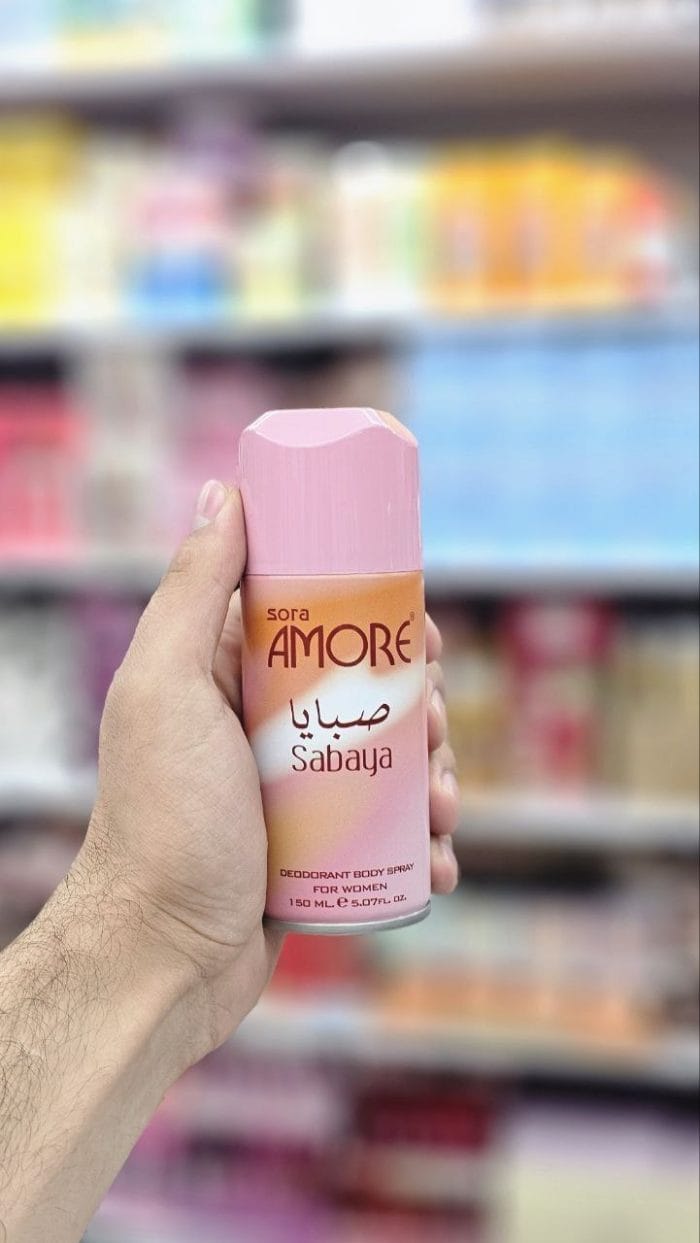 sora
AMORE®
صبايا
Sabaya
DEODORANT BODY SPRAY
FOR WOMEN
150 ML. ℮ 5.07FL. OZ.